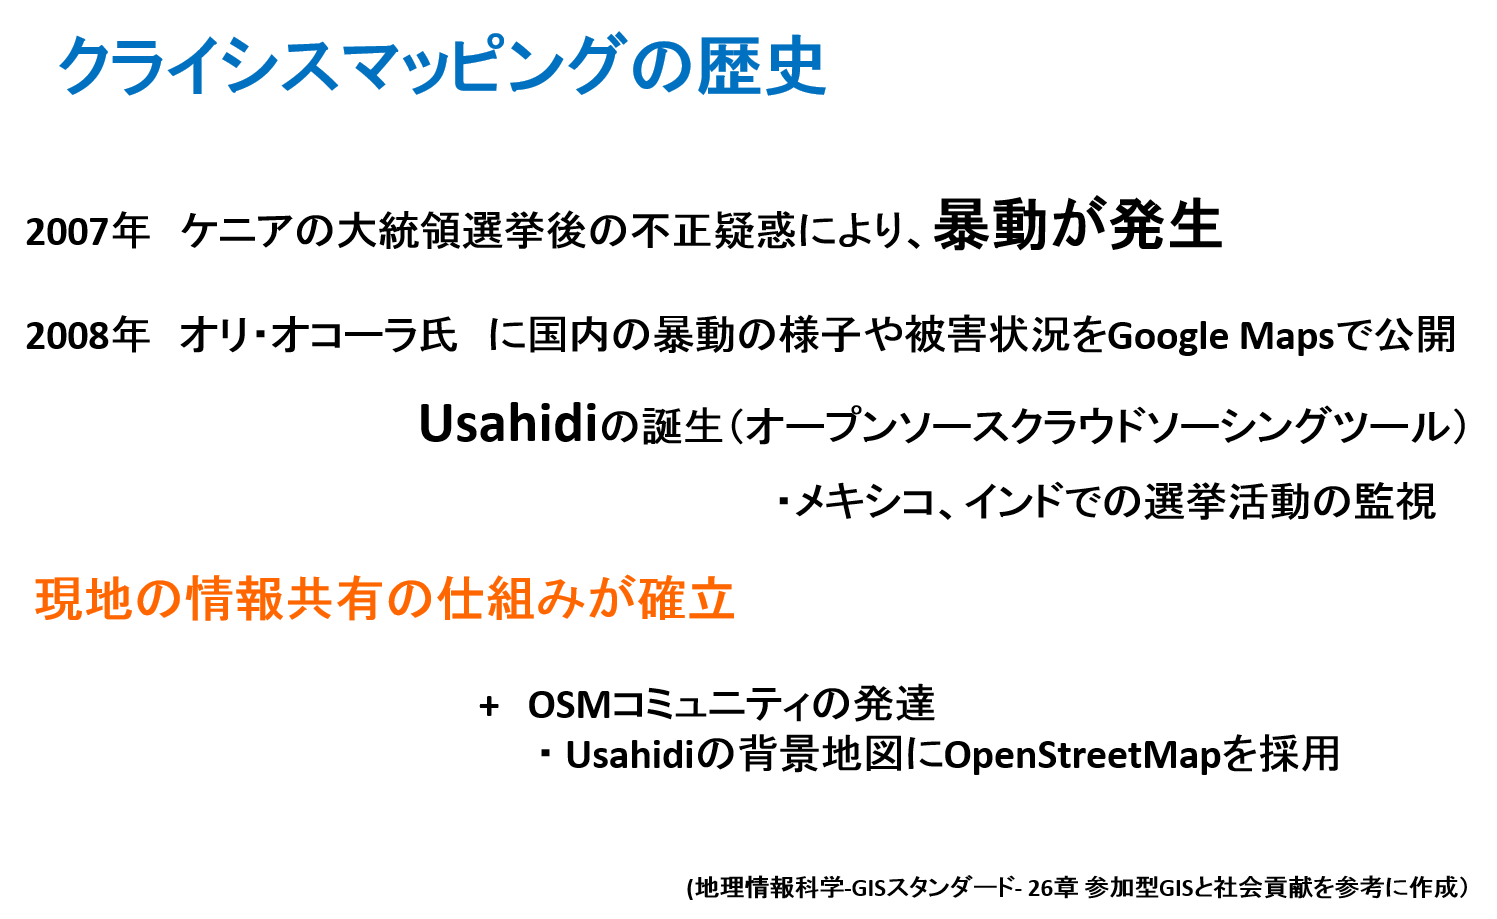 クライシスマッピングの歴史
2007年　ケニアの大統領選挙後の不正疑惑により、暴動が発生
2008年　オリ・オコーラ氏　に国内の暴動の様子や被害状況をGoogle Mapsで公開
Usahidiの誕生（オープンソースクラウドソーシングツール）
・メキシコ、インドでの選挙活動の監視
現地の情報共有の仕組みが確立
+　OSMコミュニティの発達
・ Usahidiの背景地図にOpenStreetMapを採用
(地理情報科学-GISスタンダード- 26章 参加型GISと社会貢献を参考に作成）